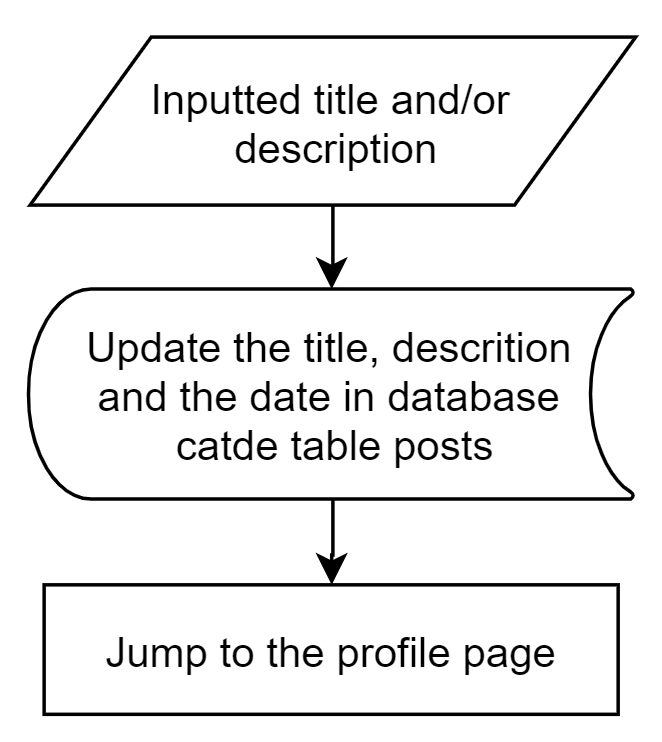 Inputted title and/or
description
Update the title, descrition
and the date in database
catde table posts
Jump to the profile page